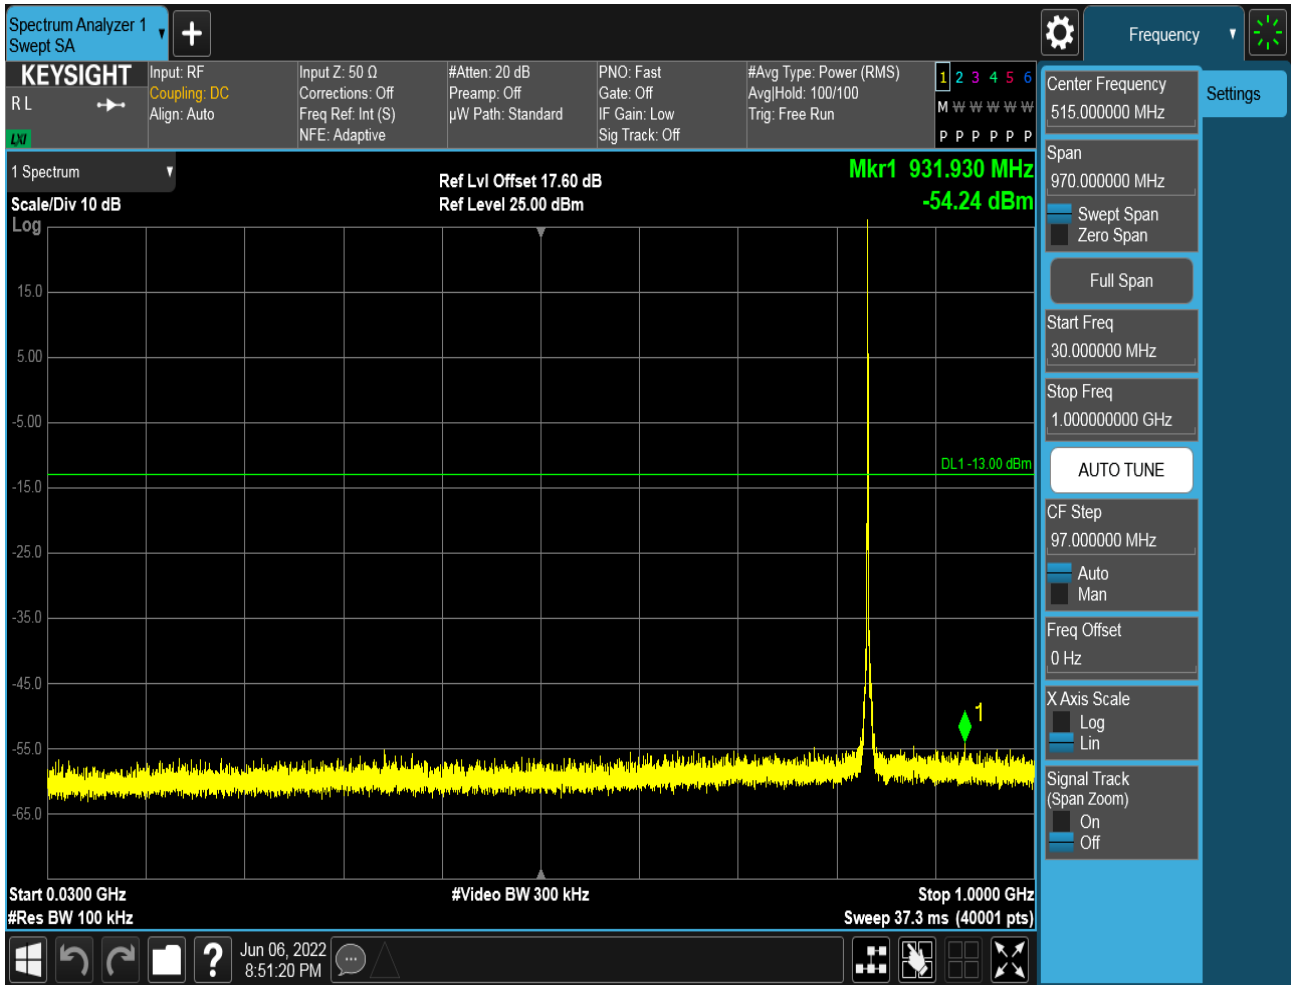 Spectrum Analyzer 1
Swept SA
Frequency
KEYSIGHT
R L
LXI
Input: RF
Coupling: DC
Align: Auto
Input Z: 50 Ω
Corrections: Off
Freq Ref: Int (S)
NFE: Adaptive
#Atten: 20 dB
Preamp: Off
µW Path: Standard
PNO: Fast
Gate: Off
IF Gain: Low
Sig Track: Off
#Avg Type: Power (RMS)
Avg|Hold: 100/100
Trig: Free Run
1 2 3 4 5 6
M W W W W W
P P P P P P
1 Spectrum
Scale/Div 10 dB
Log
Ref Lvl Offset 17.60 dB
Ref Level 25.00 dBm
Mkr1 931.930 MHz
-54.24 dBm
15.0
5.00
-5.00
DL1 -13.00 dBm
-15.0
-25.0
-35.0
-45.0
1
-55.0
-65.0
Start 0.0300 GHz
#Res BW 100 kHz
#Video BW 300 kHz
Stop 1.0000 GHz
Sweep 37.3 ms (40001 pts)
Center Frequency
515.000000 MHz
Settings
Span
970.000000 MHz
Swept Span
Zero Span
Full Span
Start Freq
30.000000 MHz
Stop Freq
1.000000000 GHz
AUTO TUNE
CF Step
97.000000 MHz
Auto
Man
Freq Offset
0 Hz
X Axis Scale
Log
Lin
Signal Track
(Span Zoom)
On
Off
?
Jun 06, 2022
8:51:20 PM